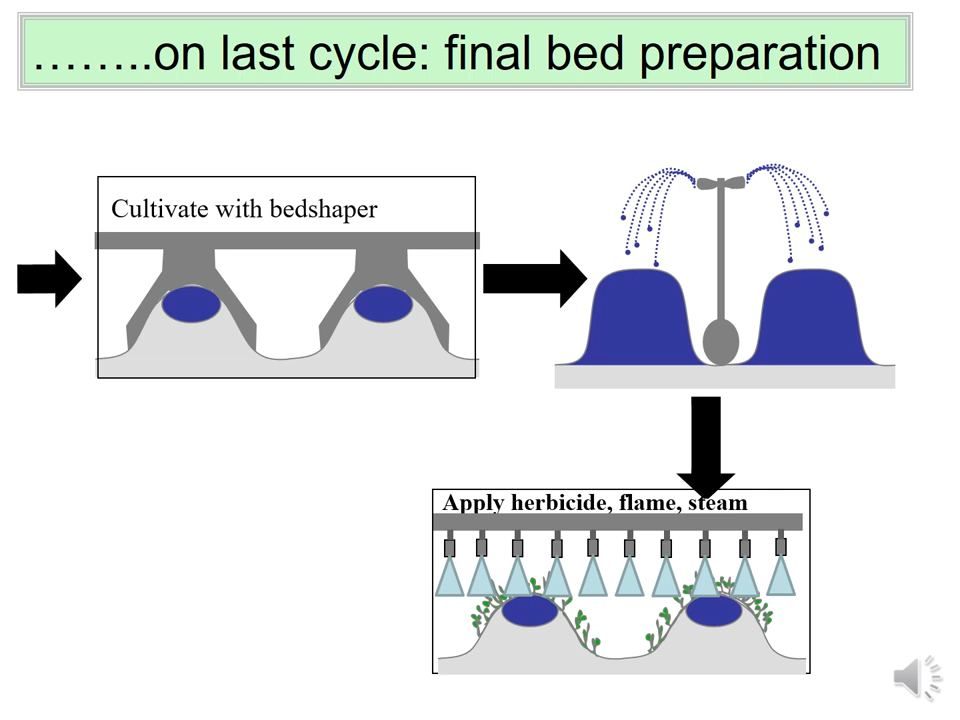 ........on last cycle: final bed preparation
Cultivate with bedshaper
Apply herbicide, flame, steam